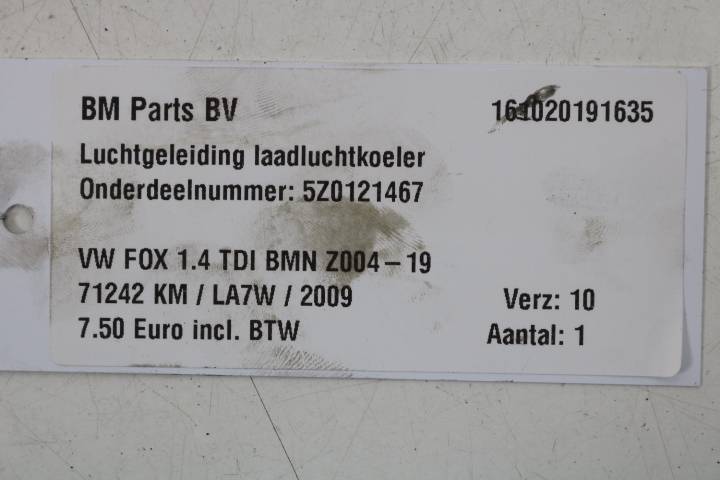 BM Parts BV 161020191635
Luchtgeleiding laadluchtkoeler
Onderdeelnummer: 5Z0121467
VW FOX 1.4 TDI BMN Z004-19
71242 KM / LA7W / 2009 Verz: 10
7.50 Euro incl. BTW Aantal: 1